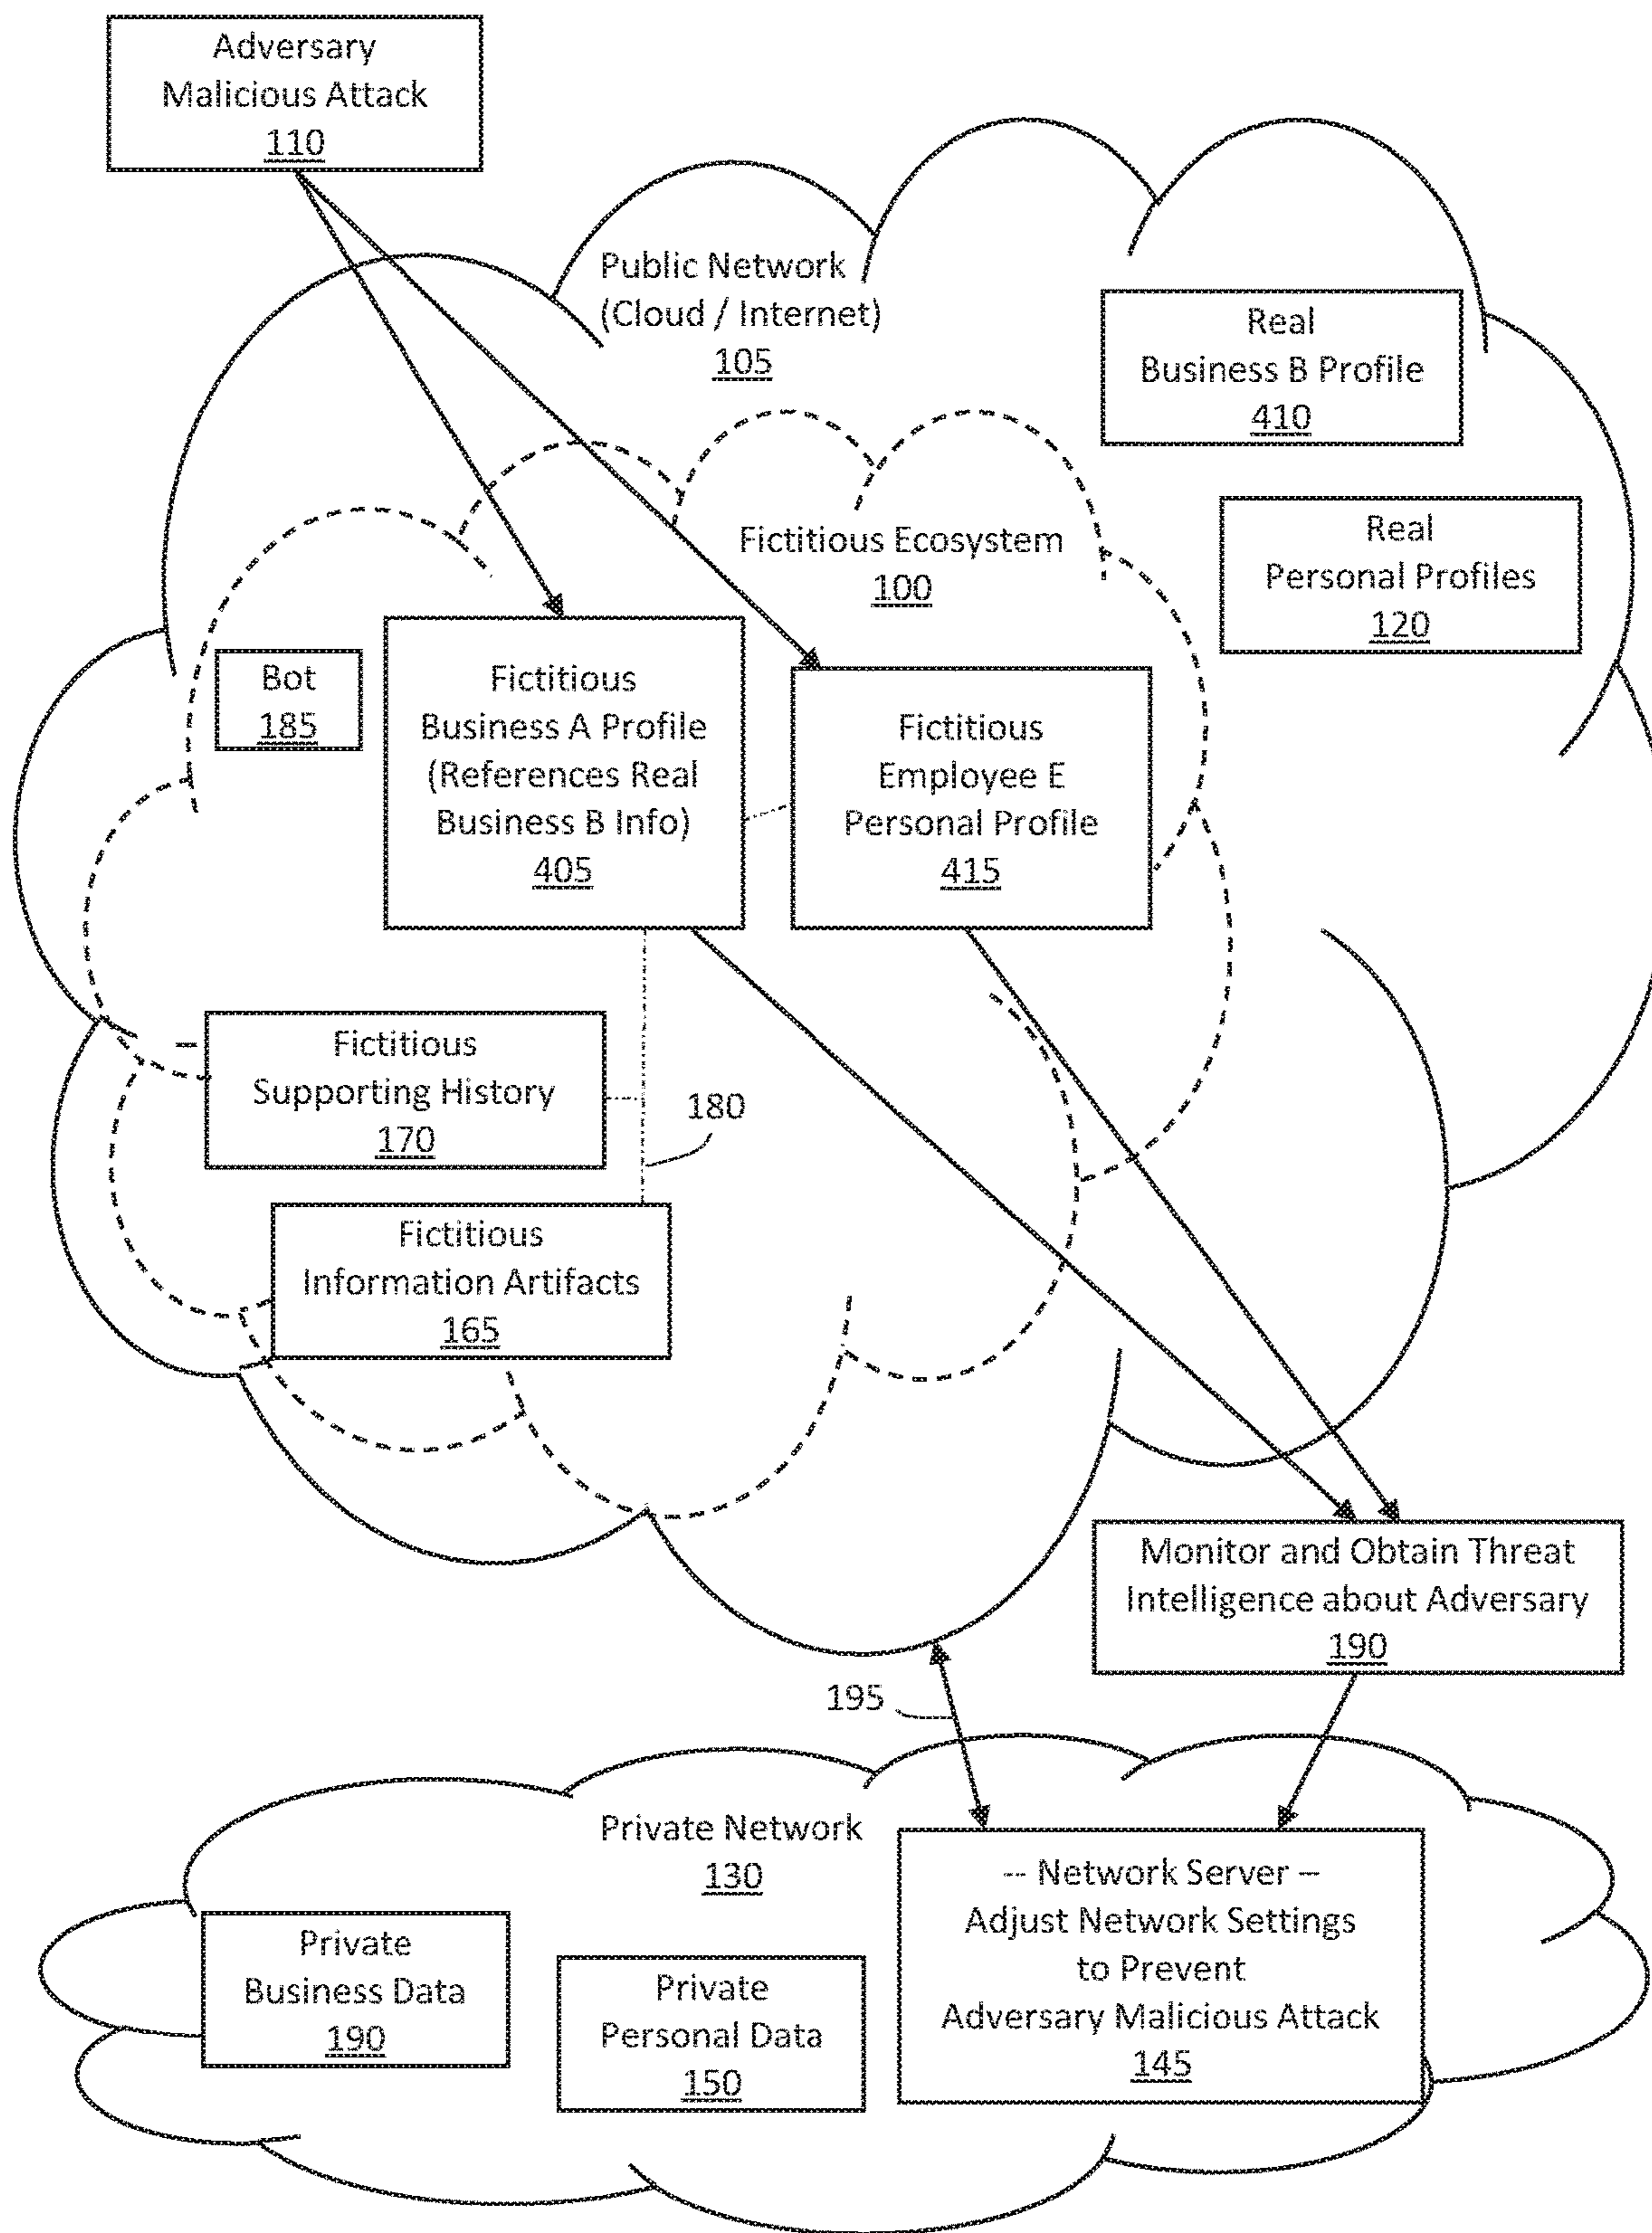 Adversary
Malicious Attack
110
Public Network
(Cloud / Internet)
105
Real
Business B Profile
410
Real
Personal Profiles
120
Fictitious Ecosystem
100
Bot
185
Fictitious
Business A Profile
(References Real
Business B Info)
405
Fictitious
Employee E
Personal Profile
415
Fictitious
Supporting History
170
180
Fictitious
Information Artifacts
165
Monitor and Obtain Threat
Intelligence about Adversary
190
195
Private Network
130
-- Network Server –
Adjust Network Settings
to Prevent
Adversary Malicious Attack
145
Private
Business Data
190
Private
Personal Data
150